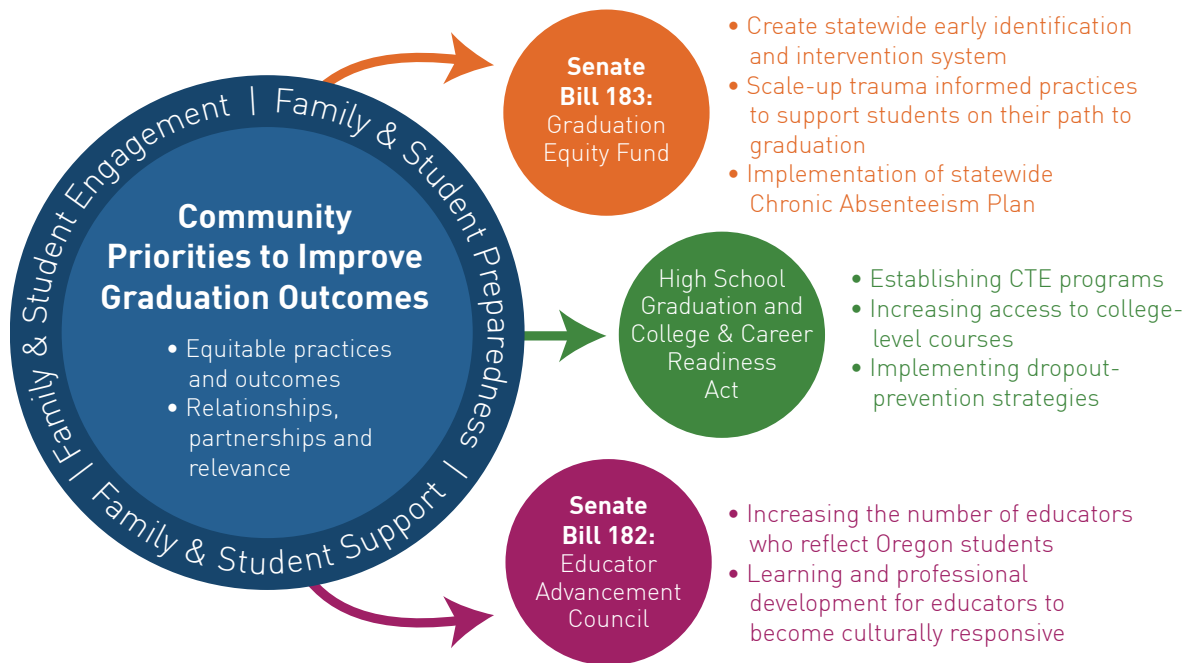 Family & Student Engagement | Family & Student Preparedness | Family & Student Support |
Community
Priorities to Improve
Graduation Outcomes
• Equitable practices
and outcomes
• Relationships,
partnerships and
relevance
Senate
Bill 183:
Graduation
Equity Fund
• Create statewide early identification
and intervention system
• Scale-up trauma informed practices
to support students on their path to
graduation
• Implementation of statewide
Chronic Absenteeism Plan
High School
Graduation and
College & Career
Readiness
Act
• Establishing CTE programs
• Increasing access to college-
level courses
• Implementing dropout-
prevention strategies
Senate
Bill 182:
Educator
Advancement
Council
• Increasing the number of educators
who reflect Oregon students
• Learning and professional
development for educators to
become culturally responsive